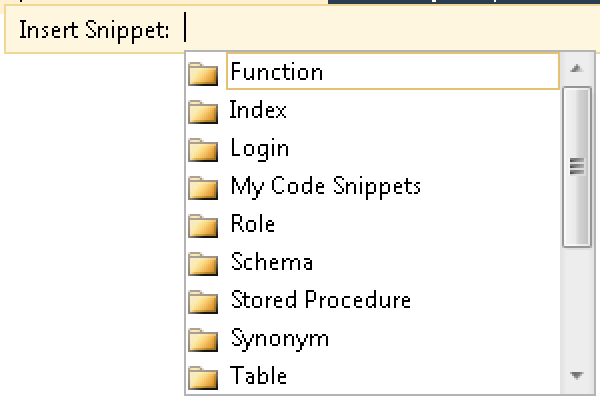 Insert Snippet:
Function
Index
Login
My Code Snippets
Role
Schema
Stored Procedure
Synonym
Table